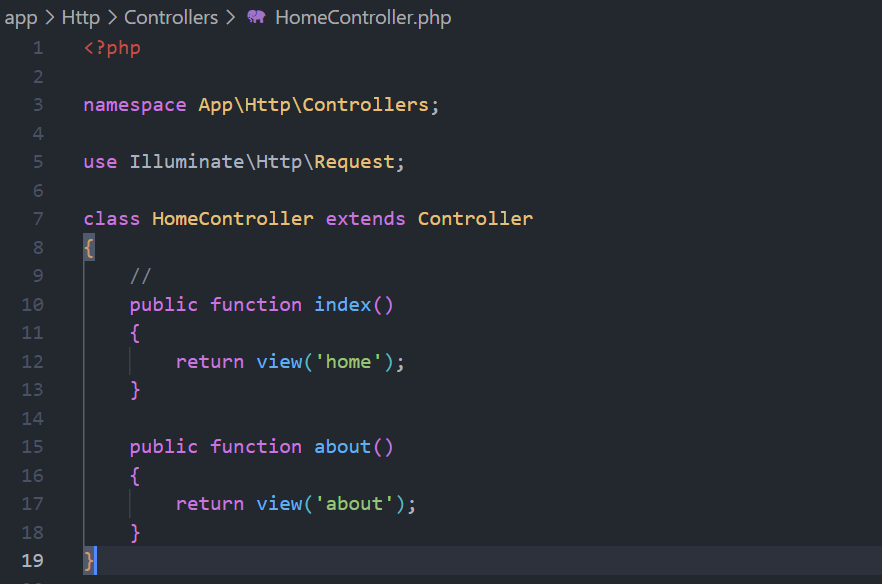 app > Http > Controllers > HomeController.php
1 <?php
2
3 namespace App\Http\Controllers;
4
5 use Illuminate\Http\Request;
6
7 class HomeController extends Controller
8 {
9     //
10     public function index()
11     {
12         return view('home');
13     }
14
15     public function about()
16     {
17         return view('about');
18     }
19 }